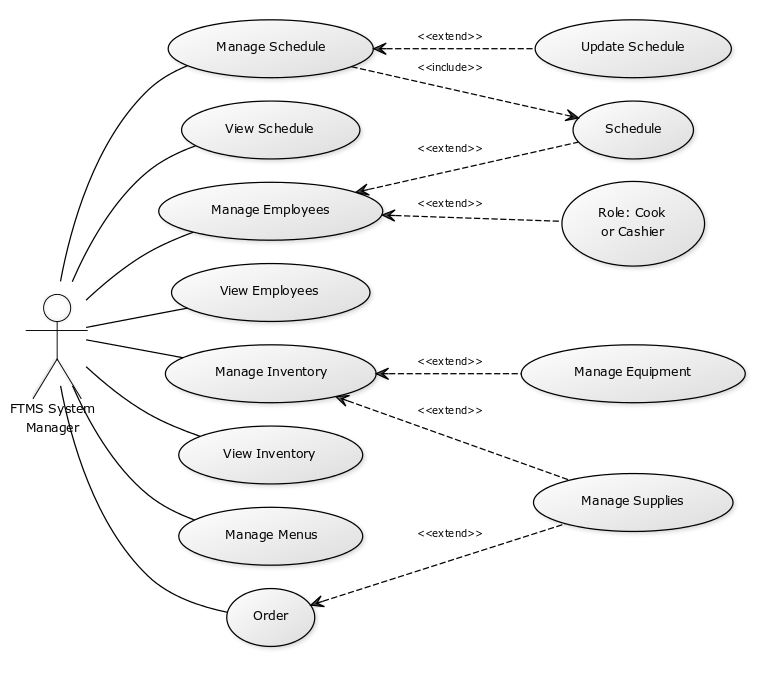 Manage Schedule
<<extend>>
Update Schedule
<<include>>
View Schedule
Schedule
<<extend>>
Manage Employees
<<extend>>
Role: Cook
or Cashier
View Employees
Manage Inventory
<<extend>>
Manage Equipment
FTMS System
Manager
<<extend>>
View Inventory
Manage Supplies
Manage Menus
<<extend>>
Order